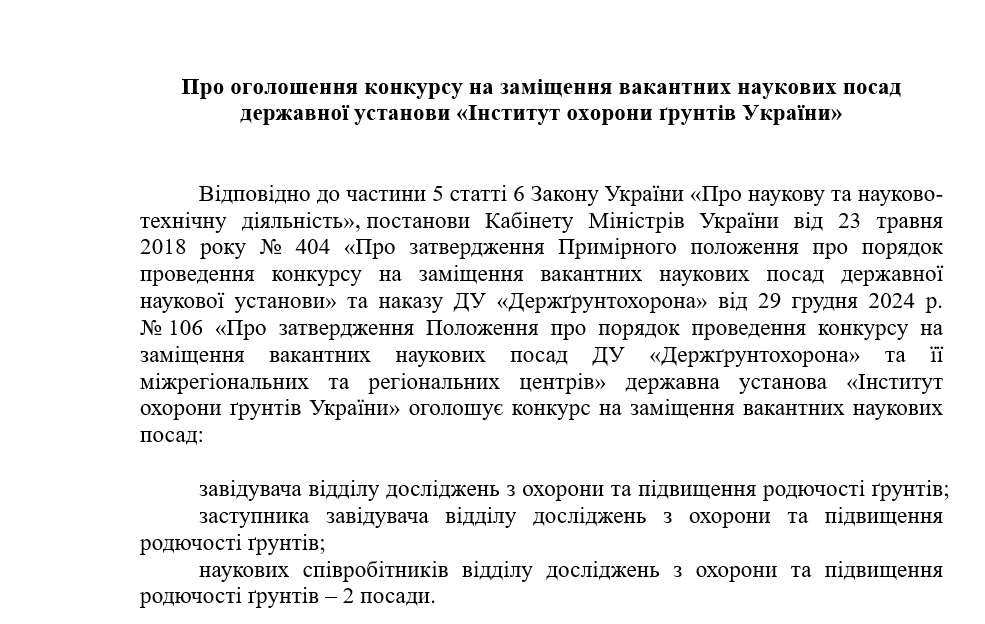 Про оголошення конкурсу на заміщення вакантних наукових посад
державної установи «Інститут охорони ґрунтів України»
Відповідно до частини 5 статті 6 Закону України «Про наукову та науково-
технічну діяльність», постанови Кабінету Міністрів України від 23 травня
2018 року № 404 «Про затвердження Примірного положення про порядок
проведення конкурсу на заміщення вакантних наукових посад державної
наукової установи» та наказу ДУ «Держґрунтохорона» від 29 грудня 2024 р.
№ 106 «Про затвердження Положення про порядок проведення конкурсу на
заміщення вакантних наукових посад ДУ «Держґрунтохорона» та її
міжрегіональних та регіональних центрів» державна установа «Інститут
охорони ґрунтів України» оголошує конкурс на заміщення вакантних наукових
посад:
завідувача відділу досліджень з охорони та підвищення родючості ґрунтів;
заступника завідувача відділу досліджень з охорони та підвищення
родючості ґрунтів;
наукових співробітників відділу досліджень з охорони та підвищення
родючості ґрунтів – 2 посади.